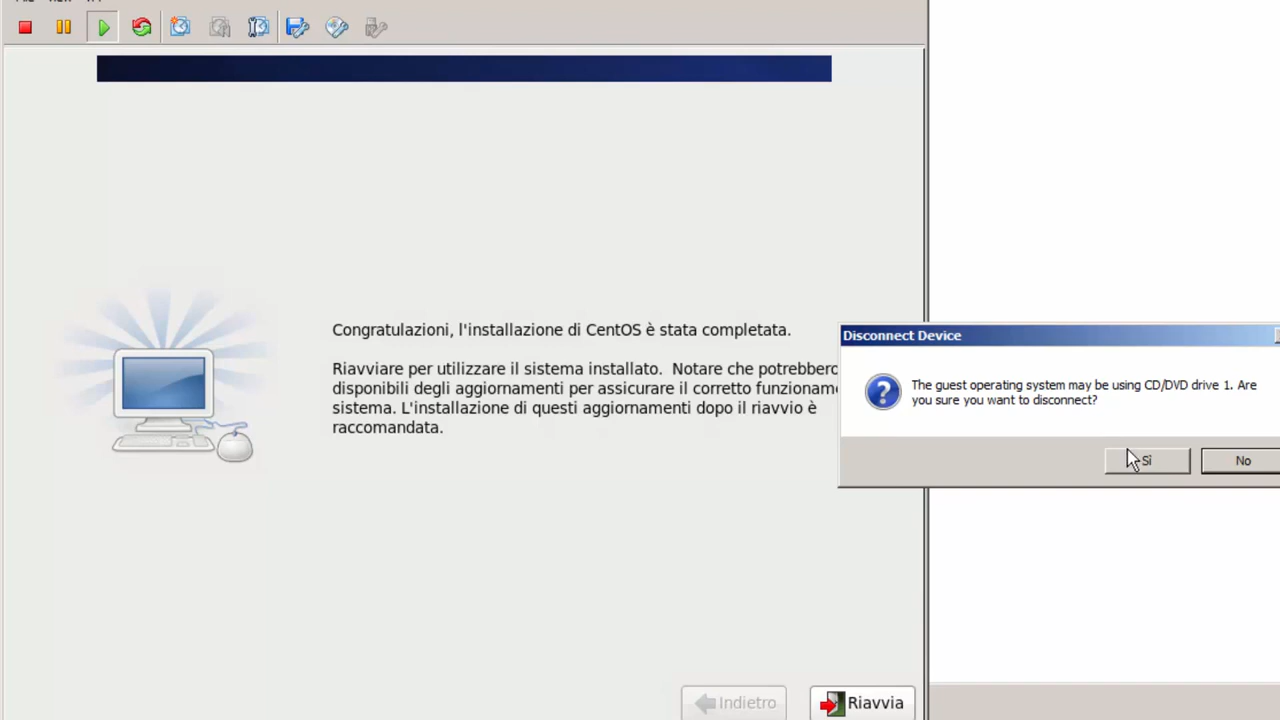 Congratulazioni, l'installazione di CentOS è stata completata.
Riavviare per utilizzare il sistema installato. Notare che potrebbero
disponibili degli aggiornamenti per assicurare il corretto
sistema. L'installazione di questi aggiornamenti dopo il riavvio è
raccomandata.
Disconnect Device
The guest operating system may be using CD/DVD drive 1. Are
you sure you want to disconnect?
Sì
No
Indietro
Riavvia